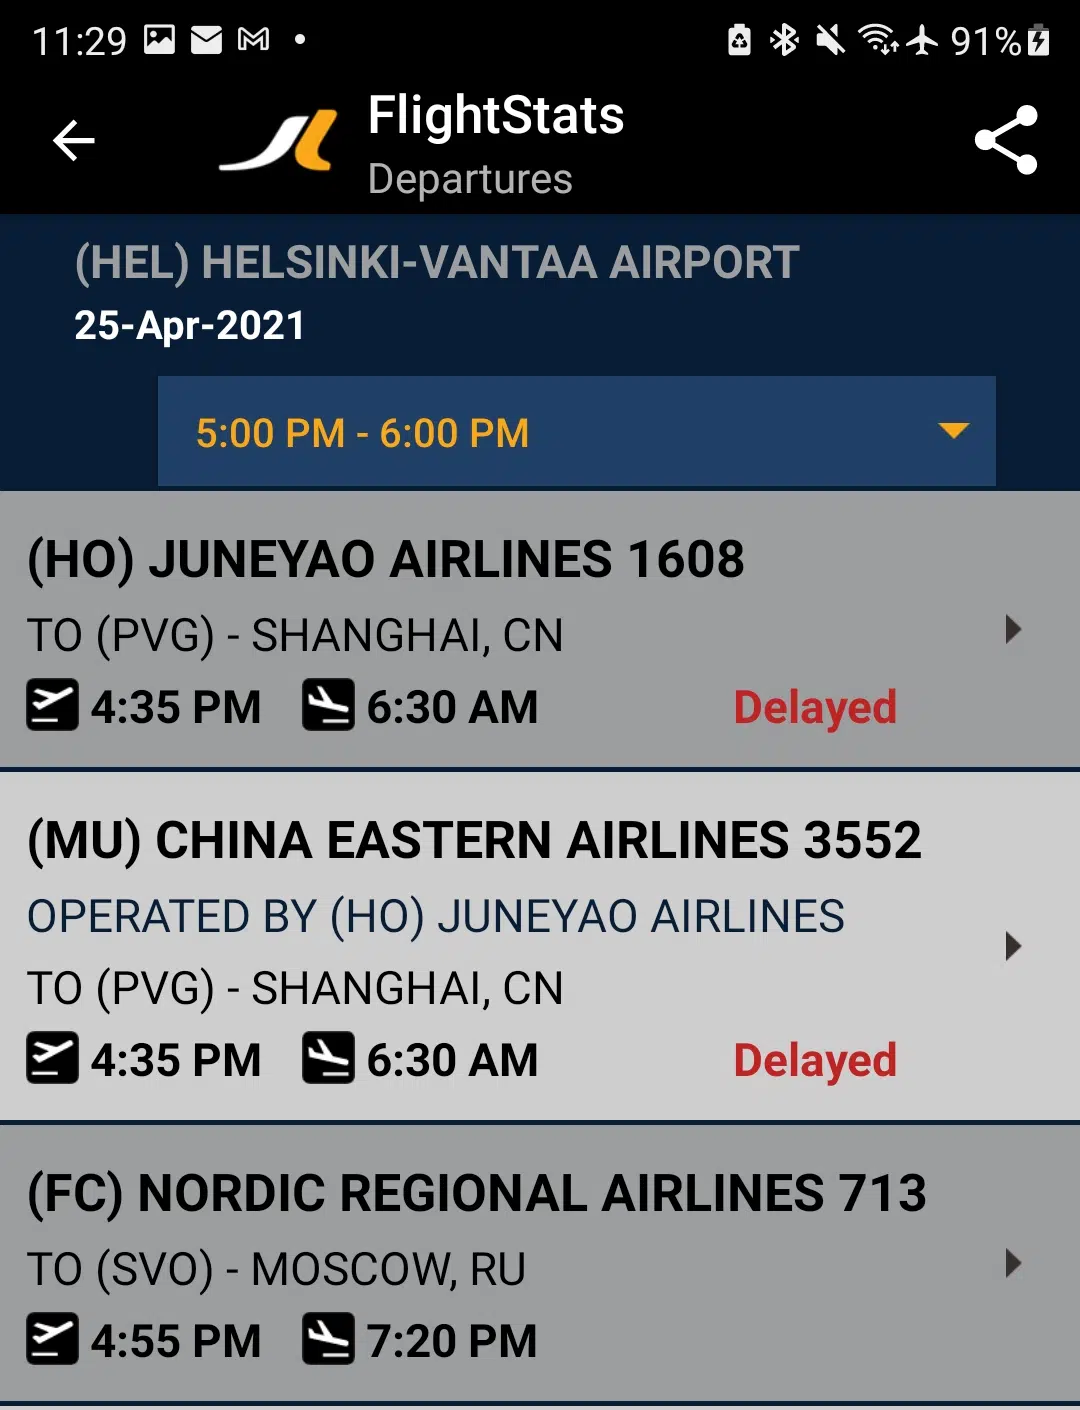 11:29 91%
FlightStats
Departures
(HEL) HELSINKI-VANTAA AIRPORT
25-Apr-2021
5:00 PM - 6:00 PM
(HO) JUNEYAO AIRLINES 1608
TO (PVG) - SHANGHAI, CN
4:35 PM 6:30 AM Delayed
(MU) CHINA EASTERN AIRLINES 3552
OPERATED BY (HO) JUNEYAO AIRLINES
TO (PVG) - SHANGHAI, CN
4:35 PM 6:30 AM Delayed
(FC) NORDIC REGIONAL AIRLINES 713
TO (SVO) - MOSCOW, RU
4:55 PM 7:20 PM